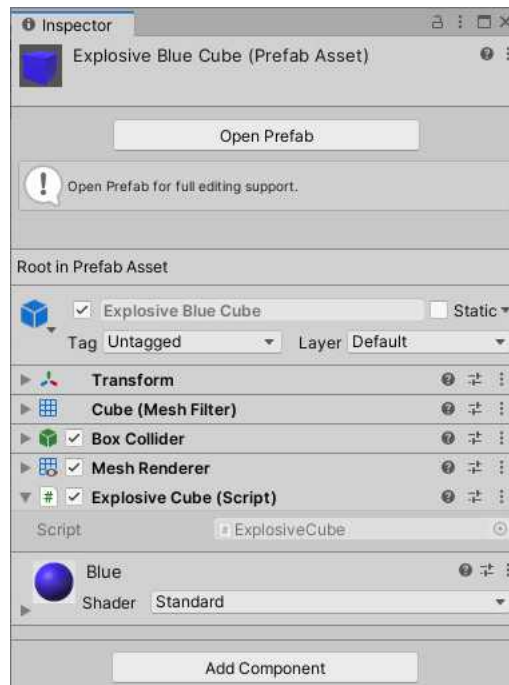 Inspector
Explosive Blue Cube (Prefab Asset)
Open Prefab
Open Prefab for full editing support.
Root in Prefab Asset
Explosive Blue Cube Static
Tag Untagged Layer Default
Transform
Cube (Mesh Filter)
Box Collider
Mesh Renderer
# Explosive Cube (Script)
Script # ExplosiveCube
Blue
Shader Standard
Add Component